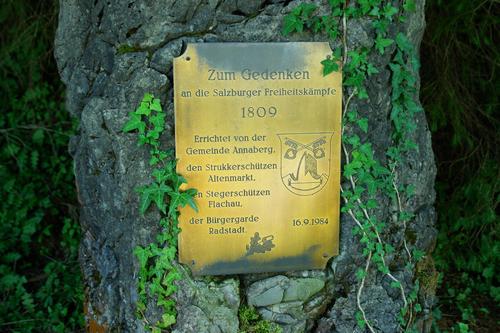 Zum Gedenken
an die Salzburger Freiheitskämpfe
1809
Errichtet von der
Gemeinde Annaberg,
den Strukkerschützen
Altenmarkt,
en Stegerschützen
Flachau,
der Bürgergarde
Radstadt.
16.9.1984